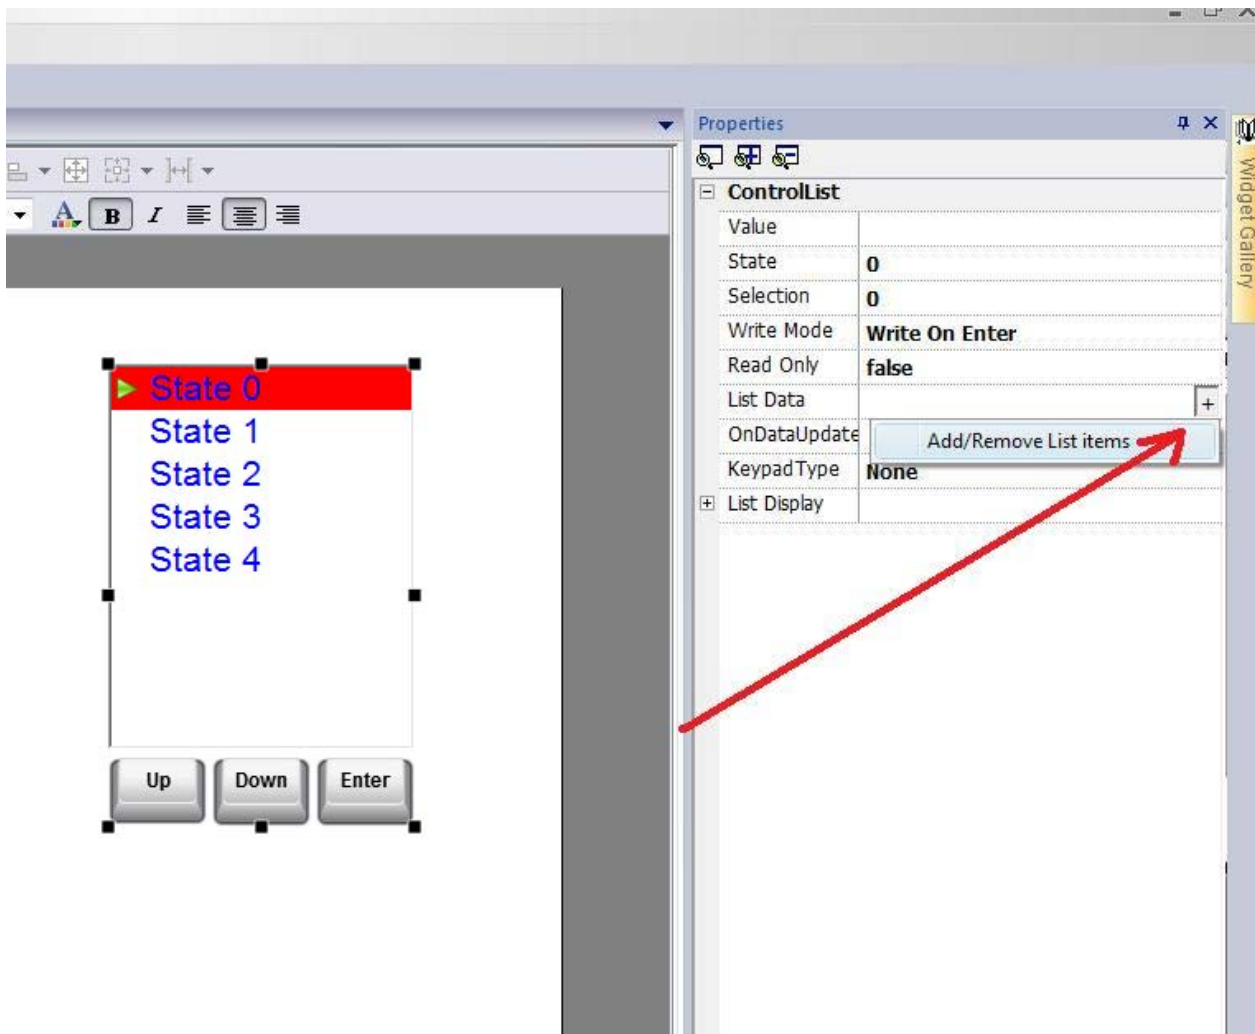 Properties
Widget Gallery
B I
ControlList
Value
State 0
Selection 0
Write Mode Write On Enter
Read Only false
List Data +
OnDataUpdate
Add/Remove List items
KeypadType None
List Display
State 0
State 1
State 2
State 3
State 4
Up Down Enter